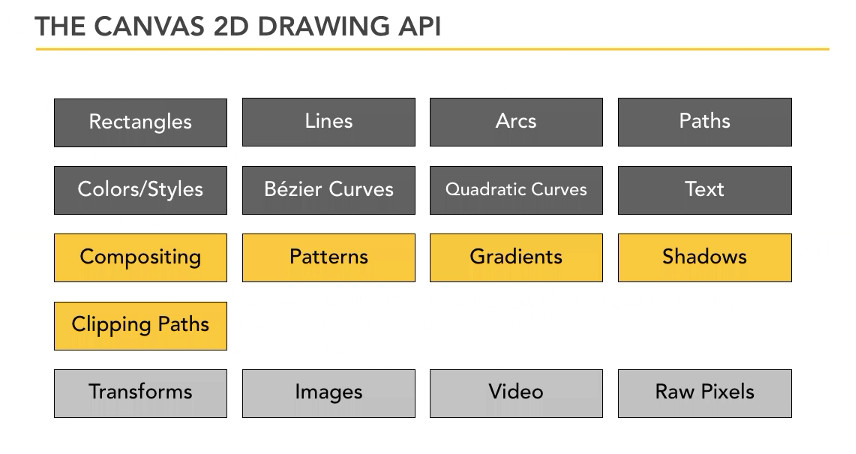 THE CANVAS 2D DRAWING API
Rectangles
Lines
Arcs
Paths
Colors/Styles
Bézier Curves
Quadratic Curves
Text
Compositing
Patterns
Gradients
Shadows
Clipping Paths
Transforms
Images
Video
Raw Pixels